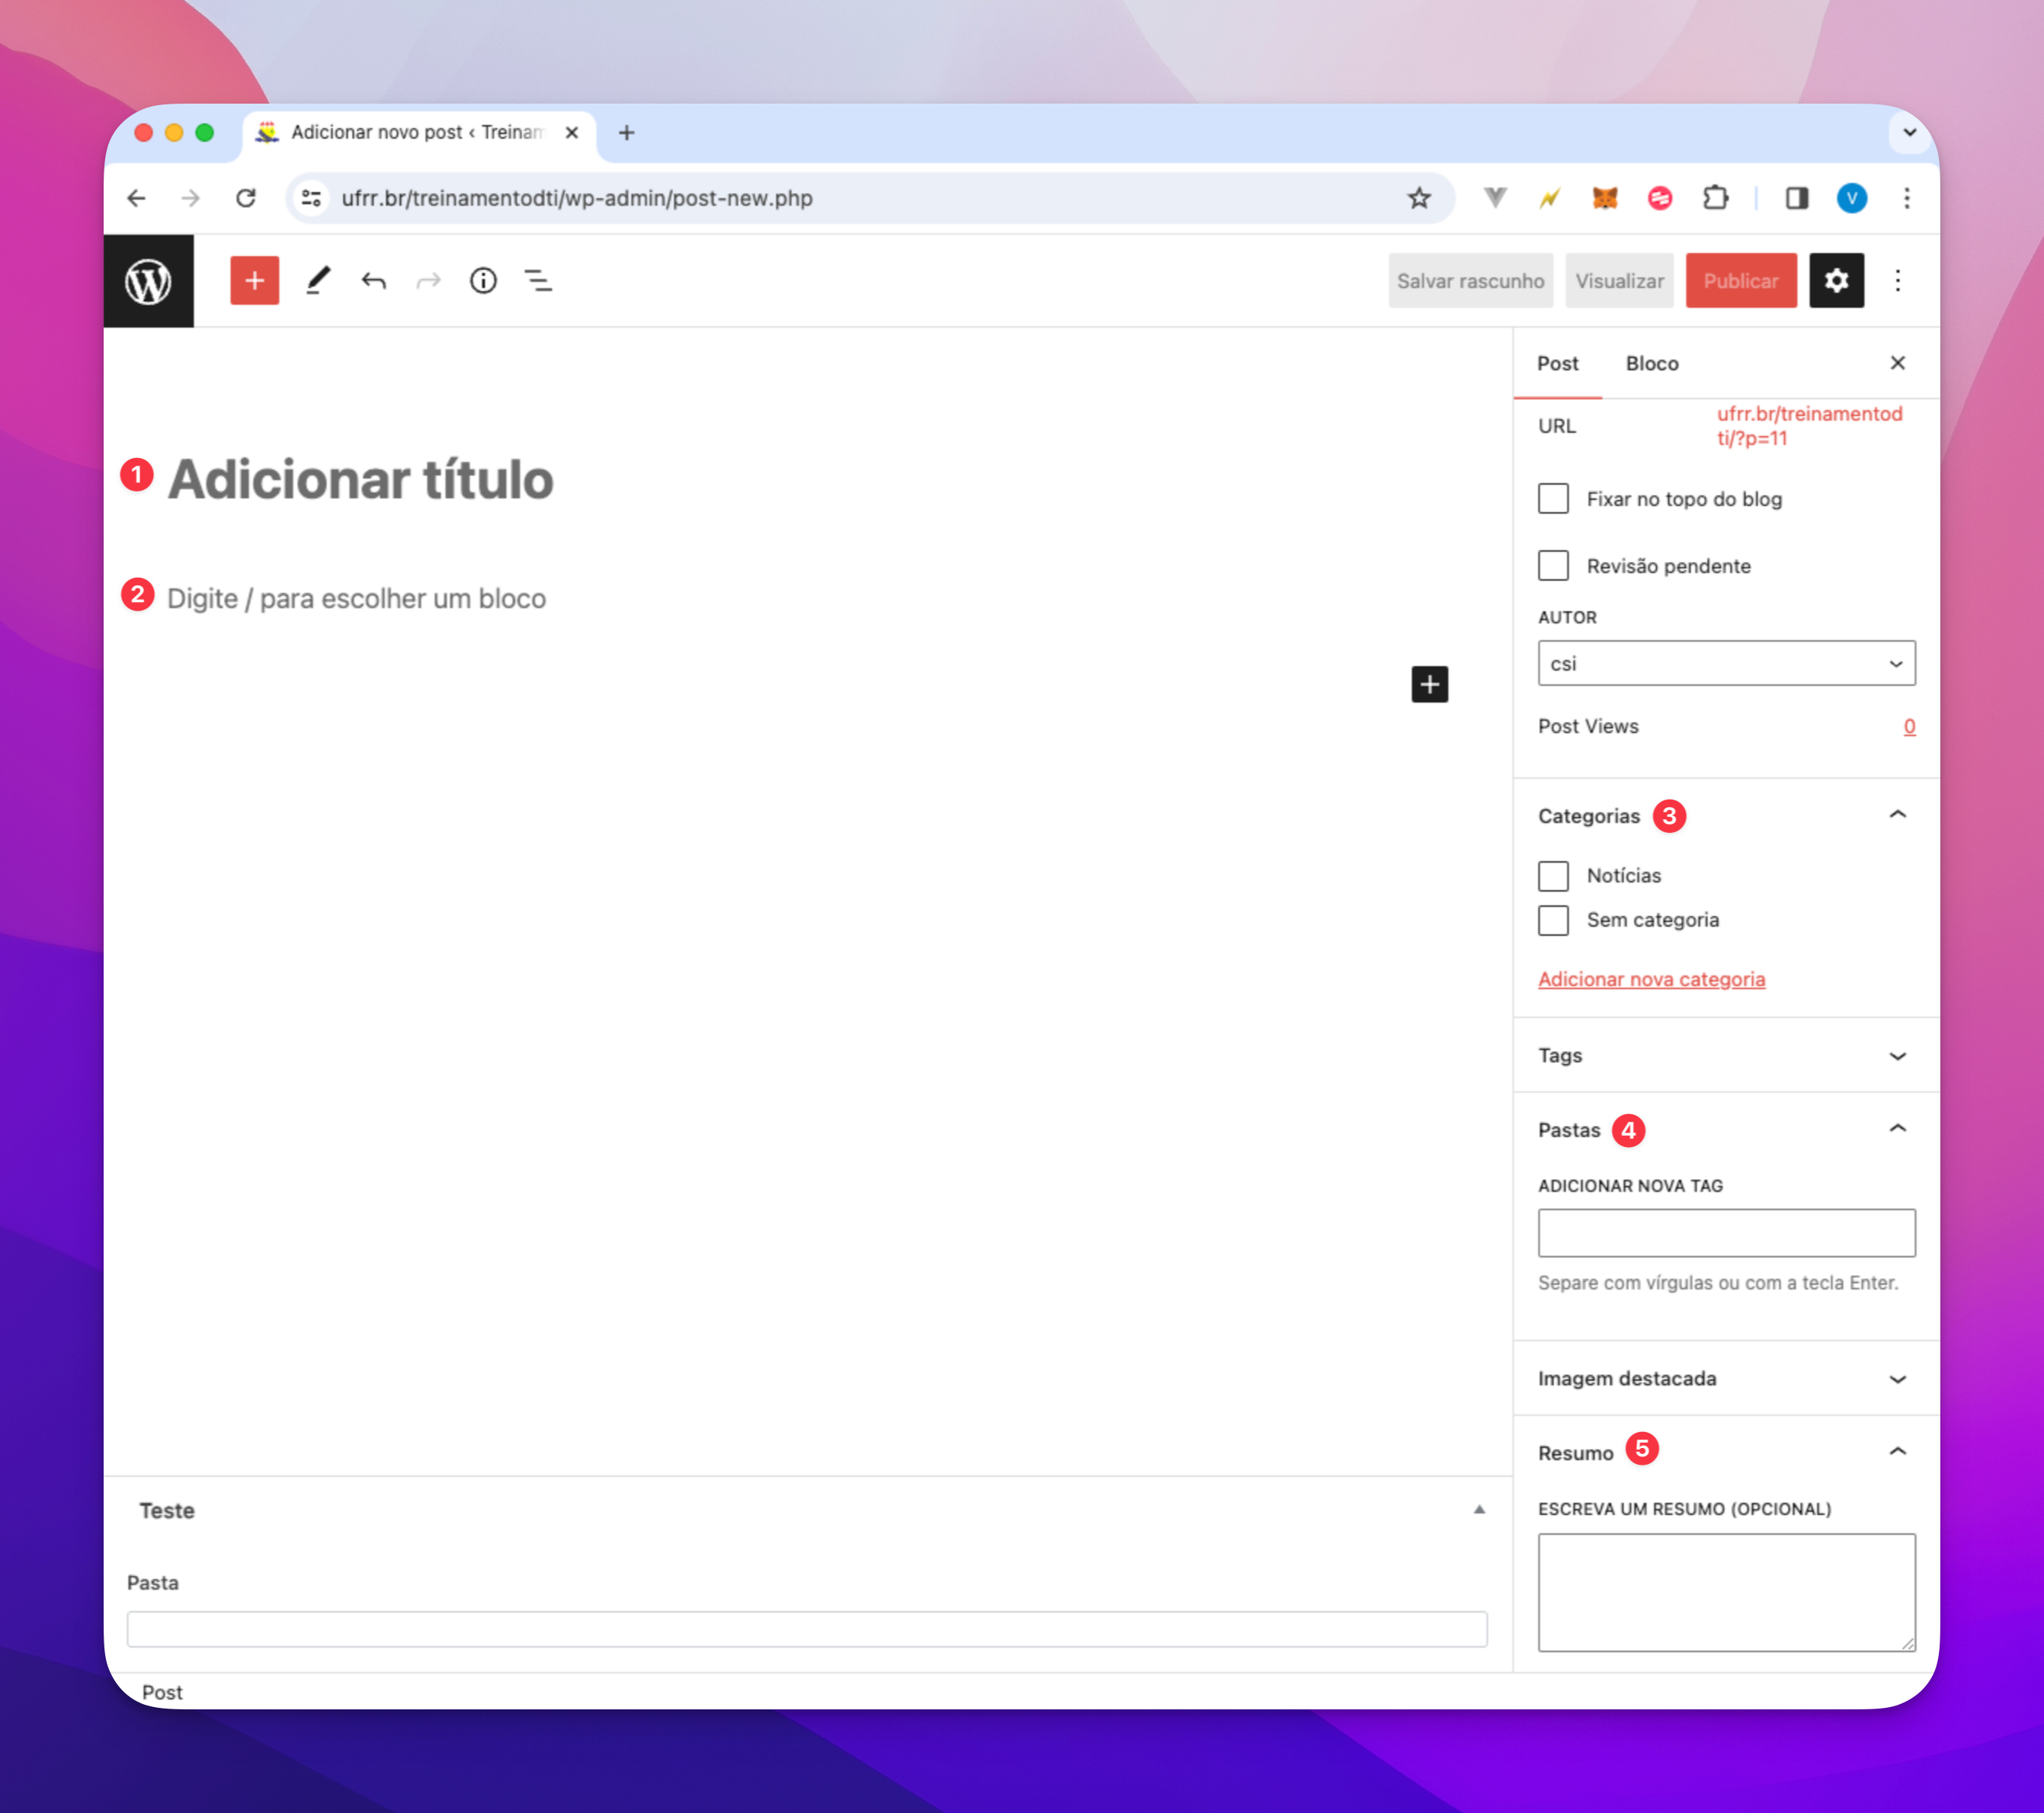 Adicionar novo post ‹ Treinam
ufrr.br/treinamentodti/wp-admin/post-new.php
V
Salvar rascunho
Visualizar
Publicar
1 Adicionar título
2 Digite / para escolher um bloco
Post
Bloco
URL
ufrr.br/treinamentod
ti/?p=11
Fixar no topo do blog
Revisão pendente
AUTOR
csi
Post Views 0
Categorias 3
Notícias
Sem categoria
Adicionar nova categoria
Tags
Pastas 4
ADICIONAR NOVA TAG
Separe com vírgulas ou com a tecla Enter.
Imagem destacada
Resumo 5
ESCREVA UM RESUMO (OPCIONAL)
Teste
Pasta
Post